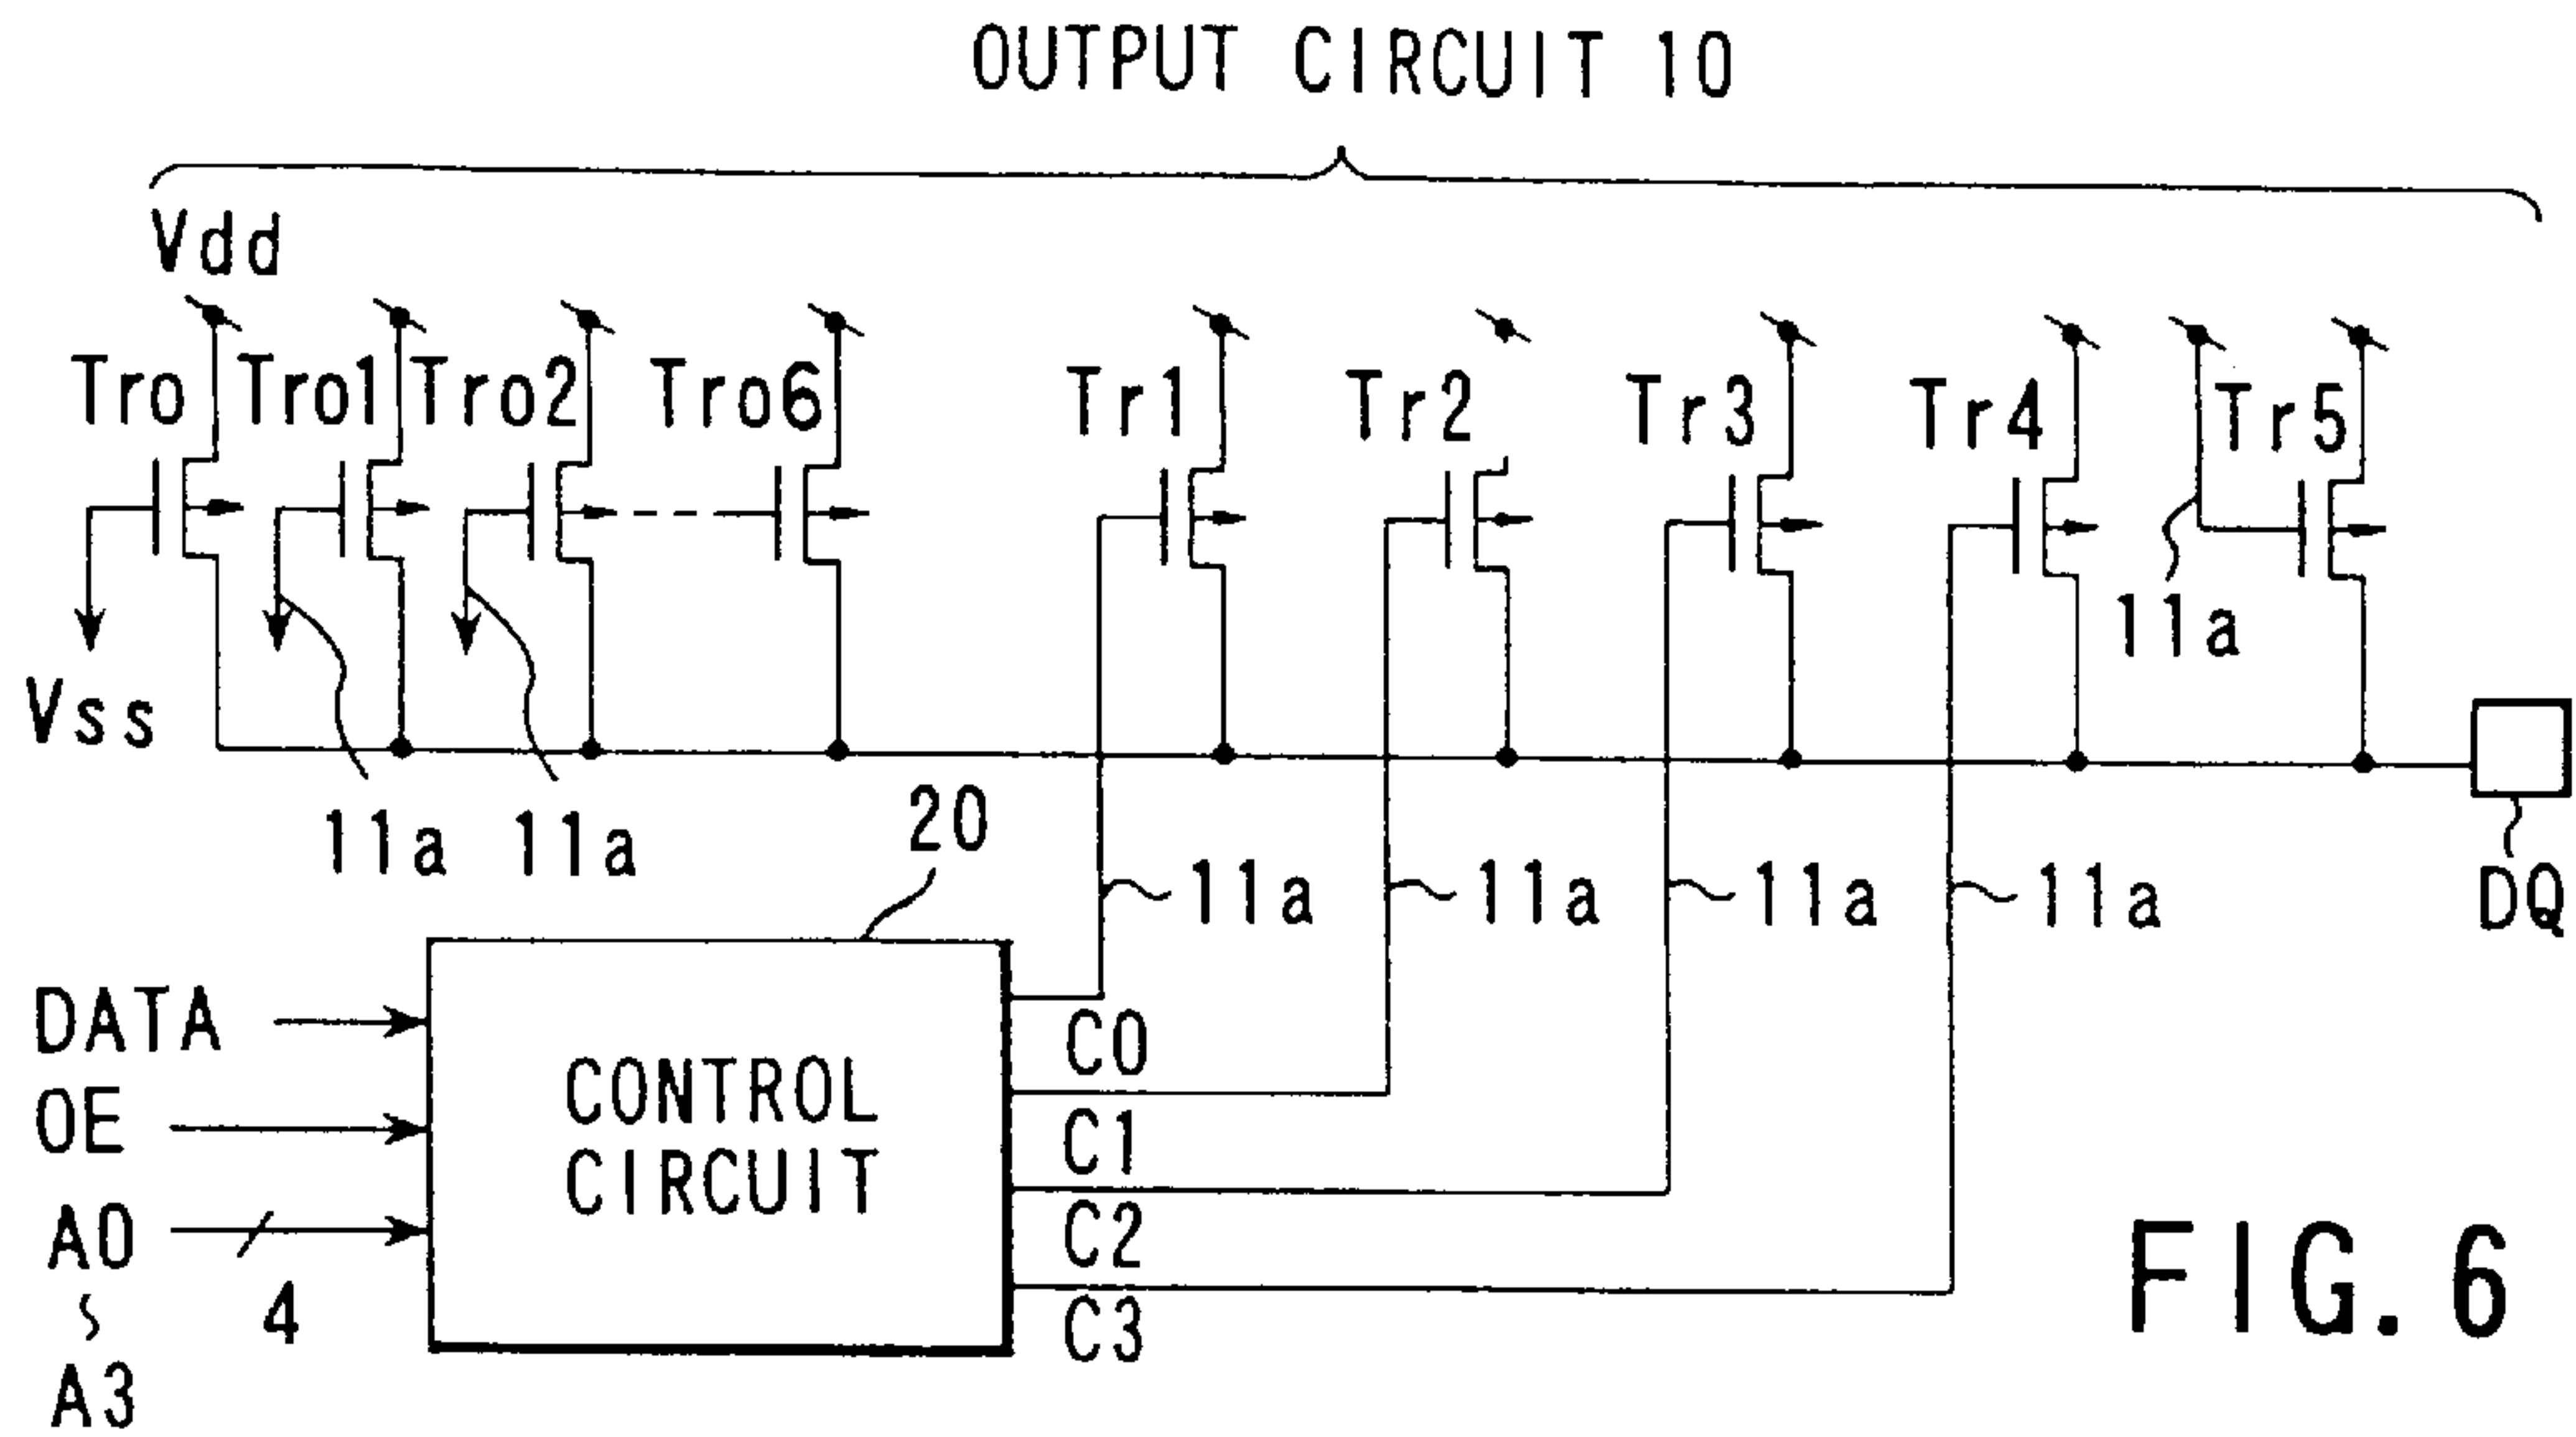 OUTPUT CIRCUIT 10
Vdd
Tro Tro1 Tro2 Tro6 Tr1 Tr2 Tr3 Tr4 Tr5
11a
Vss
11a 11a 20 11a 11a 11a 11a DQ
DATA
OE
A0
~
A3
4
CONTROL
CIRCUIT
C0
C1
C2
C3
FIG. 6